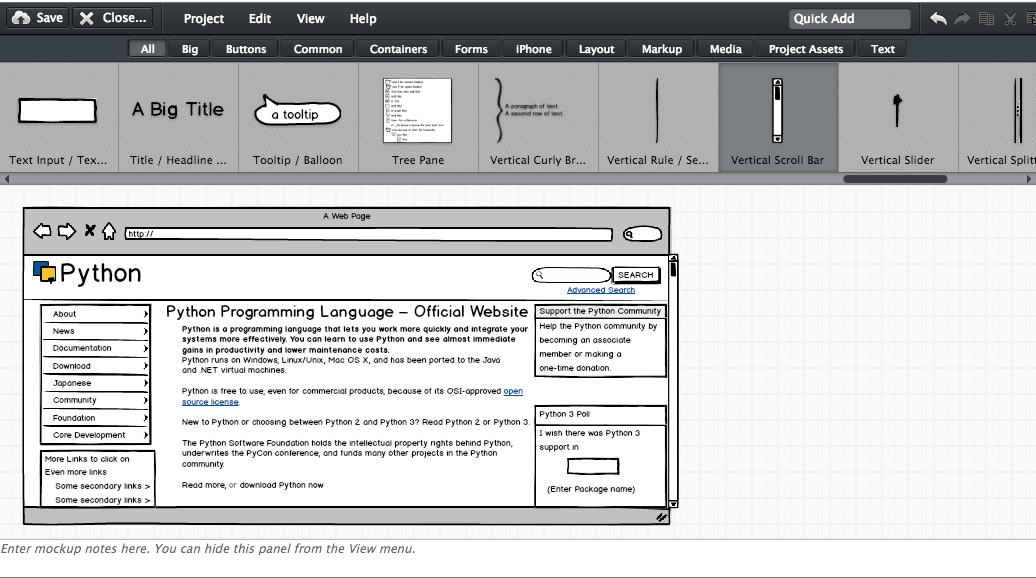 Save
Close...
Project
Edit
View
Help
Quick Add
All
Big
Buttons
Common
Containers
Forms
iPhone
Layout
Markup
Media
Project Assets
Text
A Big Title
a tooltip
A paragraph of text.
A second row of text.
Text Input / Tex...
Title / Headline ...
Tooltip / Balloon
Tree Pane
Vertical Curly Br...
Vertical Rule / Se...
Vertical Scroll Bar
Vertical Slider
Vertical Splitt
A Web Page
http://
Python
SEARCH
Advanced Search
About
News
Documentation
Download
Japanese
Community
Foundation
Core Development
More Links to click on
Even more links
Some secondary links >
Some secondary links >
Python Programming Language – Official Website
Python is a programming language that lets you work more quickly and integrate your
systems more effectively. You can learn to use Python and see almost immediate
gains in productivity and lower maintenance costs.
Python runs on Windows, Linux/Unix, Mac OS X, and has been ported to the Java
and .NET virtual machines.
Python is free to use, even for commercial products, because of its OSI-approved open
source license.
New to Python or choosing between Python 2 and Python 3? Read Python 2 or Python 3.
The Python Software Foundation holds the intellectual property rights behind Python,
underwrites the PyCon conference, and funds many other projects in the Python
community.
Read more, or download Python now
Support the Python Community
Help the Python community by
becoming an associate
member or making a
one-time donation.
Python 3 Poll
I wish there was Python 3
support in
(Enter Package name)
Enter mockup notes here. You can hide this panel from the View menu.